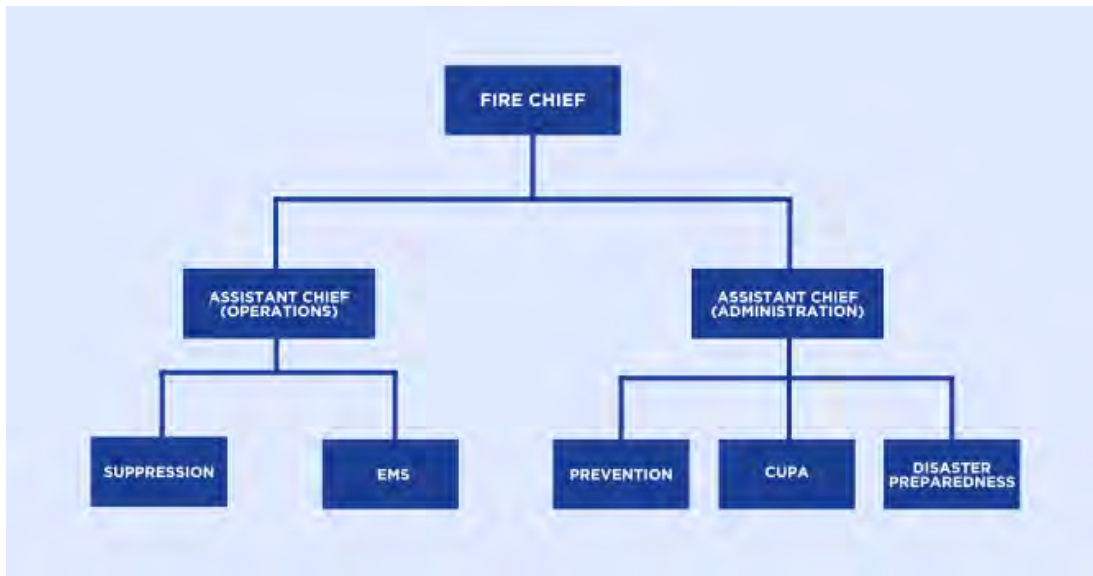 FIRE CHIEF
ASSISTANT CHIEF
(OPERATIONS)
ASSISTANT CHIEF
(ADMINISTRATION)
SUPPRESSION
EMS
PREVENTION
CUPA
DISASTER
PREPAREDNESS